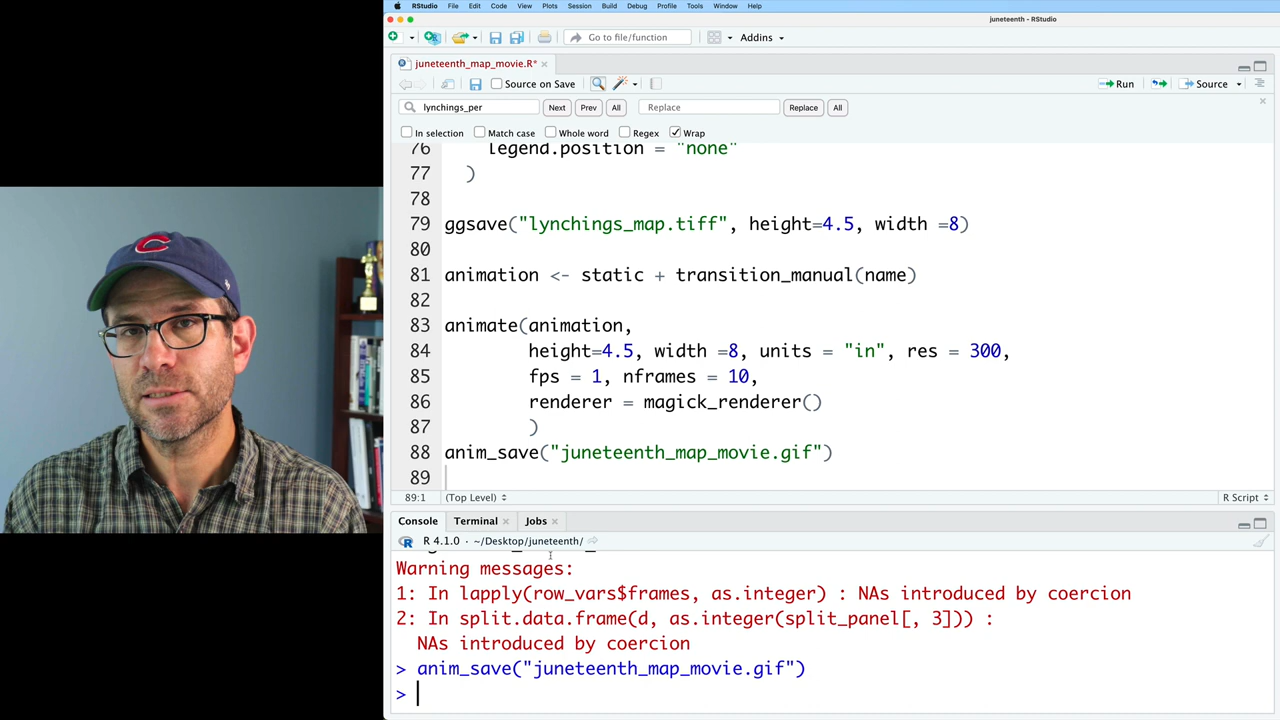 RStudio File Edit Code View Plots Session Build Debug Profile Tools Window Help
juneteenth - RStudio
Go to file/function Addins
juneteenth_map_movie.R*
Source on Save Run Source
lynchings_per Next Prev All Replace Replace All
In selection Match case Whole word Regex Wrap
76 legend.position = "none"
77 )
78
79 ggsave("lynchings_map.tiff", height=4.5, width =8)
80
81 animation <- static + transition_manual(name)
82
83 animate(animation,
84 height=4.5, width =8, units = "in", res = 300,
85 fps = 1, nframes = 10,
86 renderer = magick_renderer()
87 )
88 anim_save("juneteenth_map_movie.gif")
89
89:1 (Top Level) R Script
Console Terminal Jobs
R 4.1.0 · ~/Desktop/juneteenth/
Warning messages:
1: In lapply(row_vars$frames, as.integer) : NAs introduced by coercion
2: In split.data.frame(d, as.integer(split_panel[, 3])) :
NAs introduced by coercion
> anim_save("juneteenth_map_movie.gif")
>